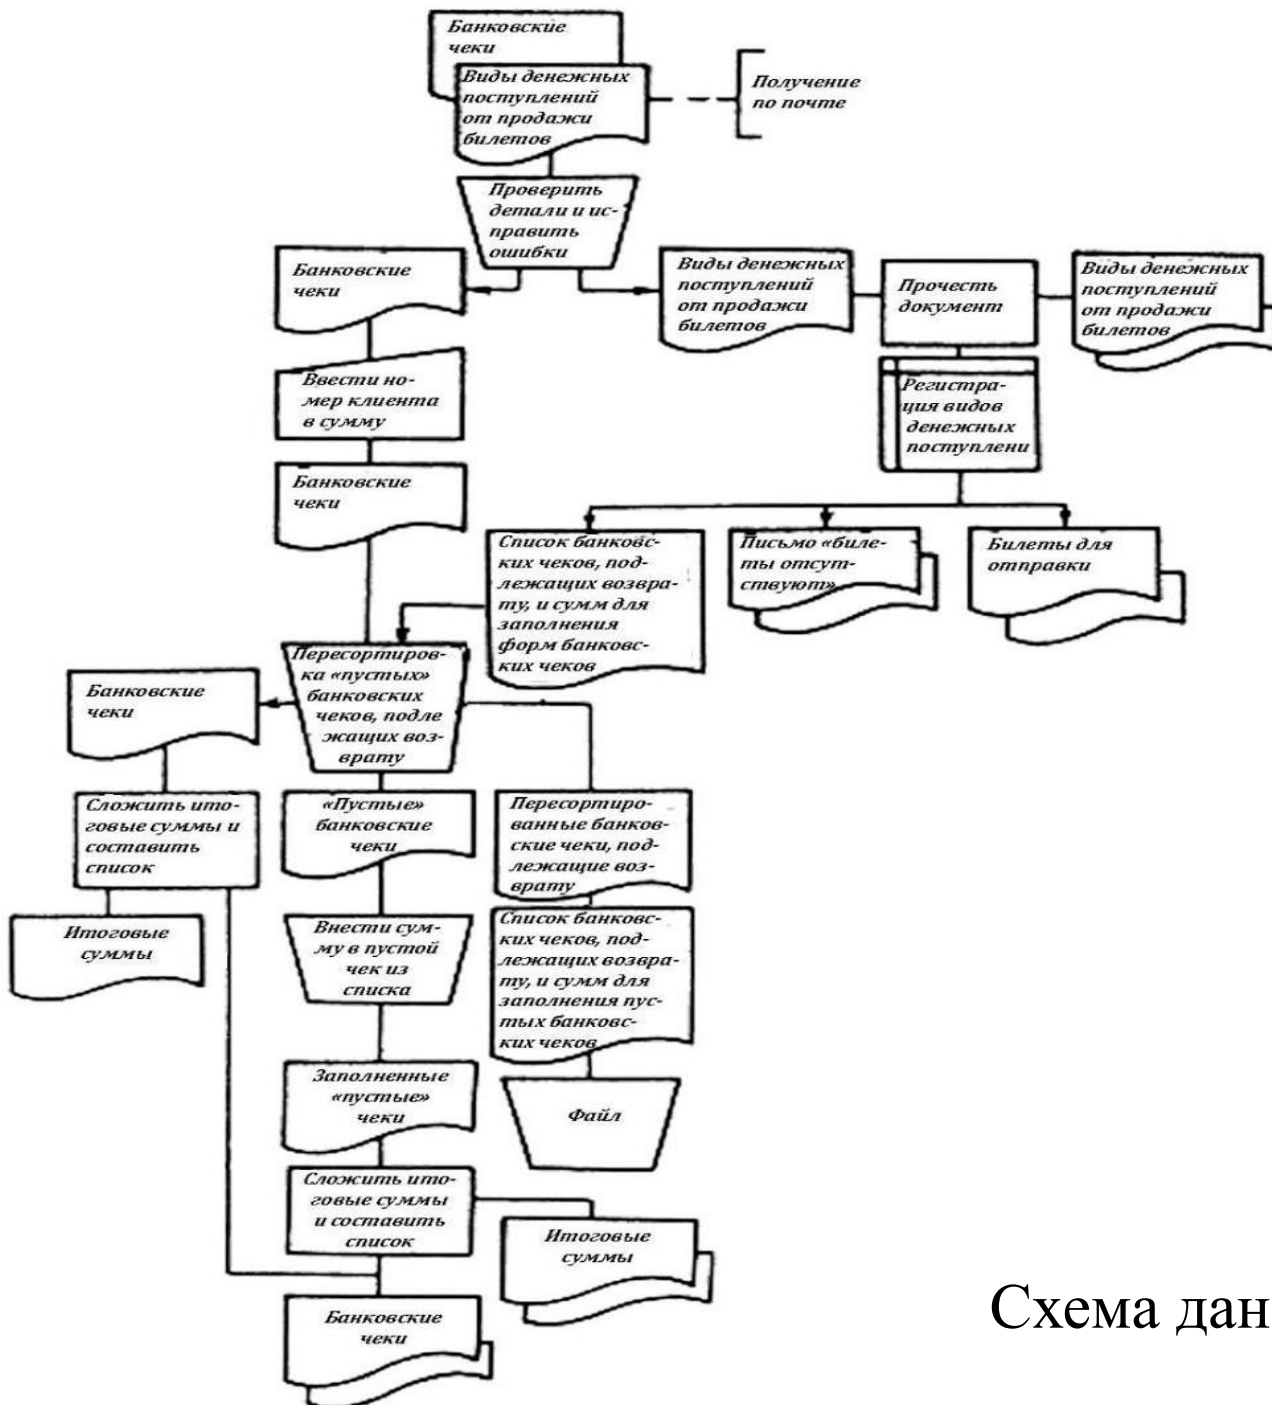 Банковские
чеки
Виды денежных
поступлений
от продажи
билетов
Получение
по почте
Проверить
детали и ис-
править
ошибки
Банковские
чеки
Виды денежных
поступлений
от продажи
билетов
Прочесть
документ
Виды денежных
поступлений
от продажи
билетов
Ввести но-
мер клиента
в сумму
Регистра-
ция видов
денежных
поступлени
Банковские
чеки
Список банковс-
ких чеков, под-
лежащих возвра-
ту, и сумм для
заполнения
форм банковс-
ких чеков
Письмо «биле-
ты отсут-
ствуют»
Билеты для
отправки
Пересортиров-
ка «пустых»
банковских
чеков, подле
жащих воз-
врату
Банковские
чеки
Сложить ито-
говые суммы и
составить
список
«Пустые»
банковские
чеки
Пересортиро-
ванные банков-
ские чеки, под-
лежащие воз-
врату
Итоговые
суммы
Внести сум-
му в пустой
чек из
списка
Список банковс-
ких чеков, под-
лежащих возвра-
ту, и сумм для
заполнения пус-
тых банковс-
ких чеков
Заполненные
«пустые»
чеки
Файл
Сложить ито-
говые суммы
и составить
список
Итоговые
суммы
Банковские
чеки
Схема дан